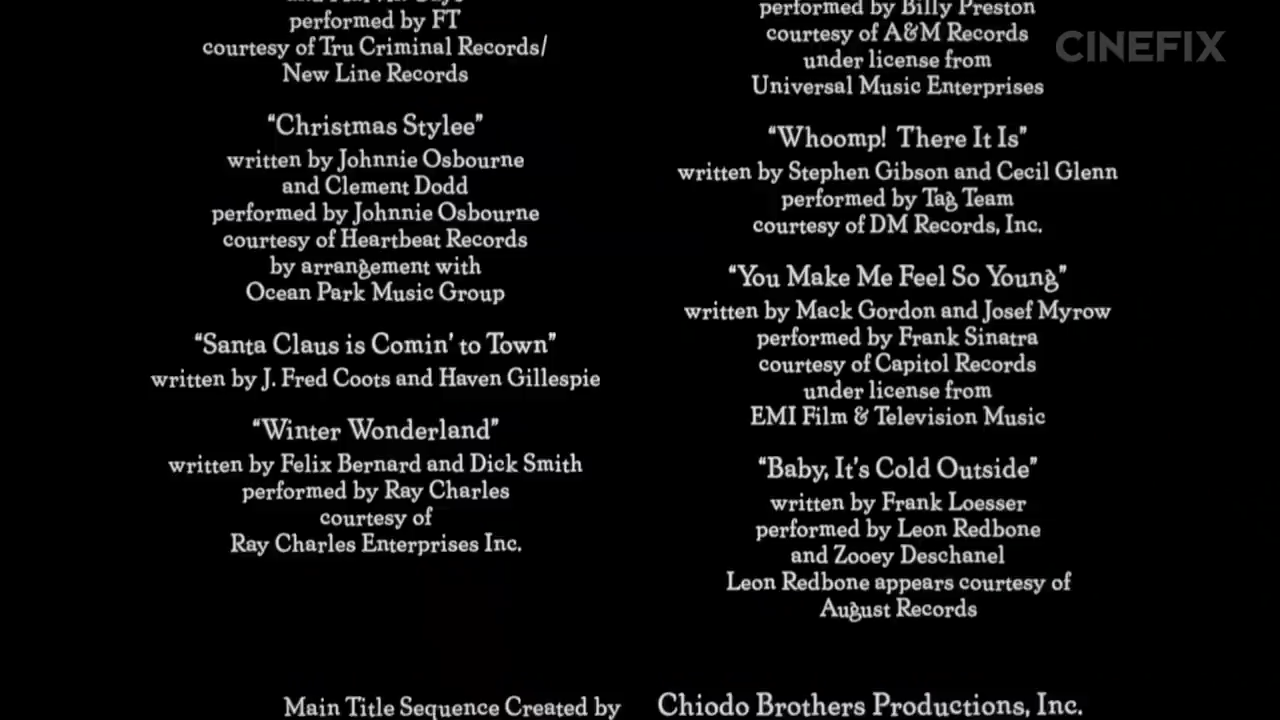 performed by FT
courtesy of Tru Criminal Records/
New Line Records
"Christmas Stylee"
written by Johnnie Osbourne
and Clement Dodd
performed by Johnnie Osbourne
courtesy of Heartbeat Records
by arrangement with
Ocean Park Music Group
"Santa Claus is Comin' to Town"
written by J. Fred Coots and Haven Gillespie
"Winter Wonderland"
written by Felix Bernard and Dick Smith
performed by Ray Charles
courtesy of
Ray Charles Enterprises Inc.
performed by Billy Preston
courtesy of A&M Records
under license from
Universal Music Enterprises
"Whoomp! There It Is"
written by Stephen Gibson and Cecil Glenn
performed by Tag Team
courtesy of DM Records, Inc.
"You Make Me Feel So Young"
written by Mack Gordon and Josef Myrow
performed by Frank Sinatra
courtesy of Capitol Records
under license from
EMI Film & Television Music
"Baby, It's Cold Outside"
written by Frank Loesser
performed by Leon Redbone
and Zooey Deschanel
Leon Redbone appears courtesy of
August Records
CINEFIX
Main Title Sequence Created by Chiodo Brothers Productions, Inc.